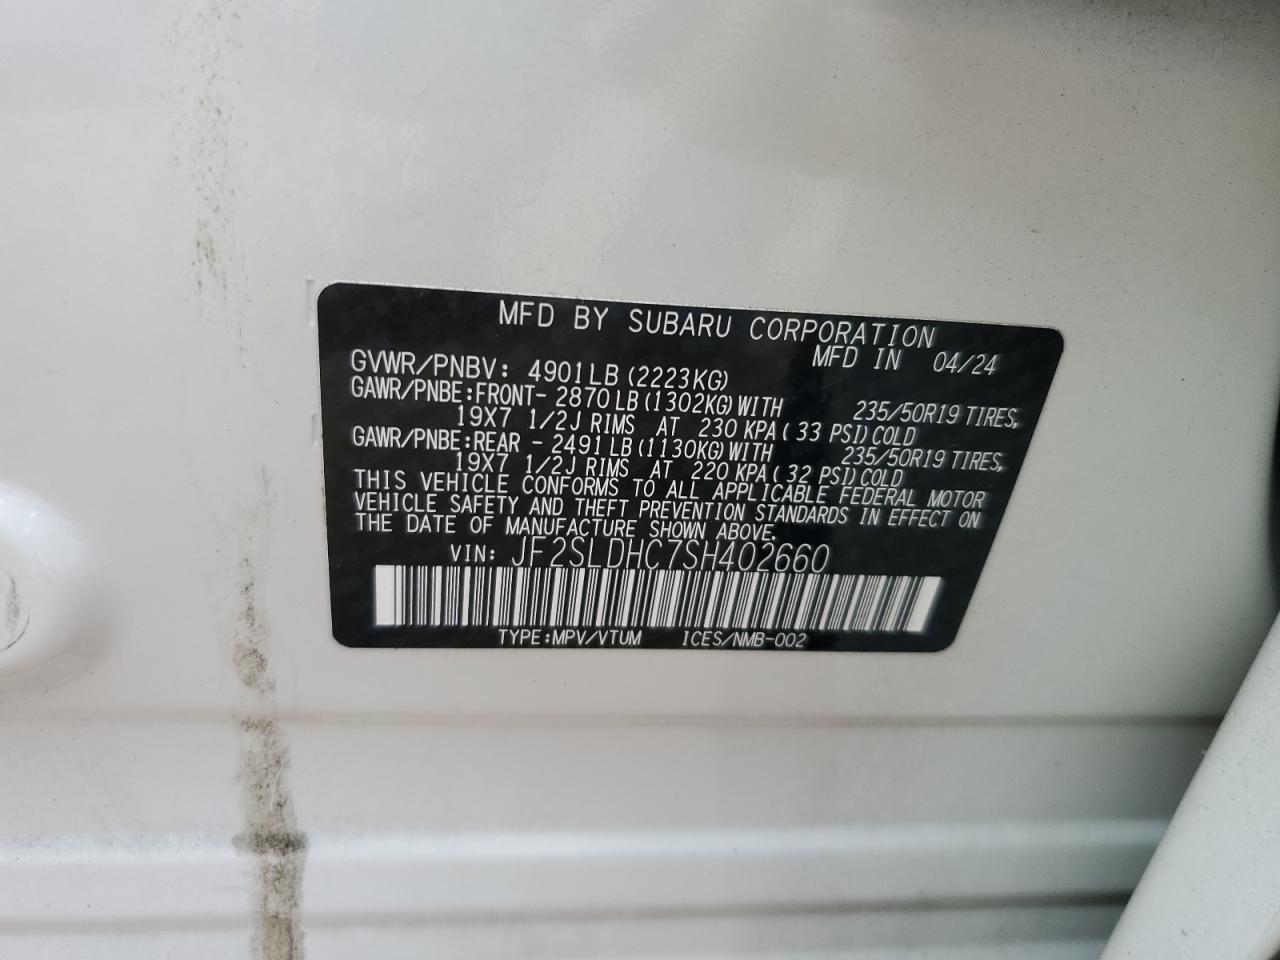 MFD BY SUBARU CORPORATION
MFD IN 04/24
GVWR/PNBV: 4901LB (2223KG)
GAWR/PNBE:FRONT- 2870LB (1302KG) WITH 235/50R19 TIRES,
19X7 1/2J RIMS AT 230 KPA ( 33 PSI) COLD
GAWR/PNBE:REAR - 2491LB (1130KG) WITH 235/50R19 TIRES,
19X7 1/2J RIMS AT 220 KPA ( 32 PSI) COLD
THIS VEHICLE CONFORMS TO ALL APPLICABLE FEDERAL MOTOR
VEHICLE SAFETY AND THEFT PREVENTION STANDARDS IN EFFECT ON
THE DATE OF MANUFACTURE SHOWN ABOVE.
VIN: JF2SLDHC7SH402660
TYPE:MPV/VTUM ICES/NMB-002